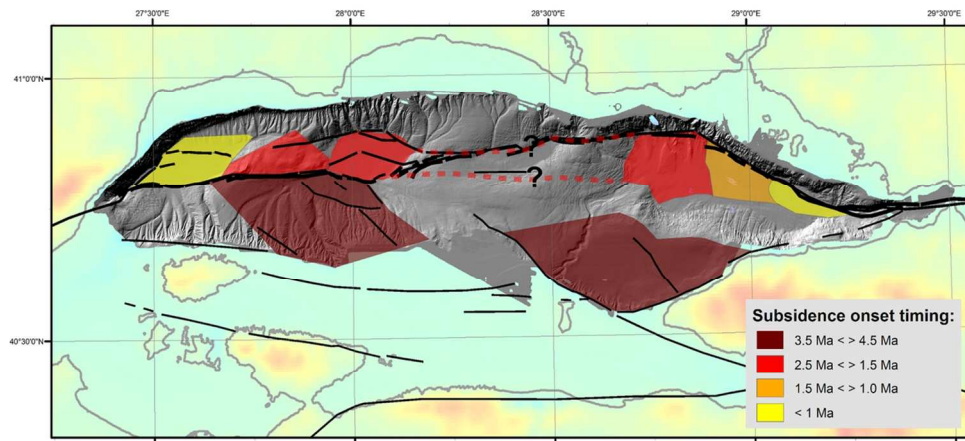 27°30'0"E
28°0'0"E
28°30'0"E
29°0'0"E
29°30'0"E
41°0'0"N
?
?
40°30'0"N
Subsidence onset timing:
3.5 Ma < > 4.5 Ma
2.5 Ma < > 1.5 Ma
1.5 Ma < > 1.0 Ma
< 1 Ma